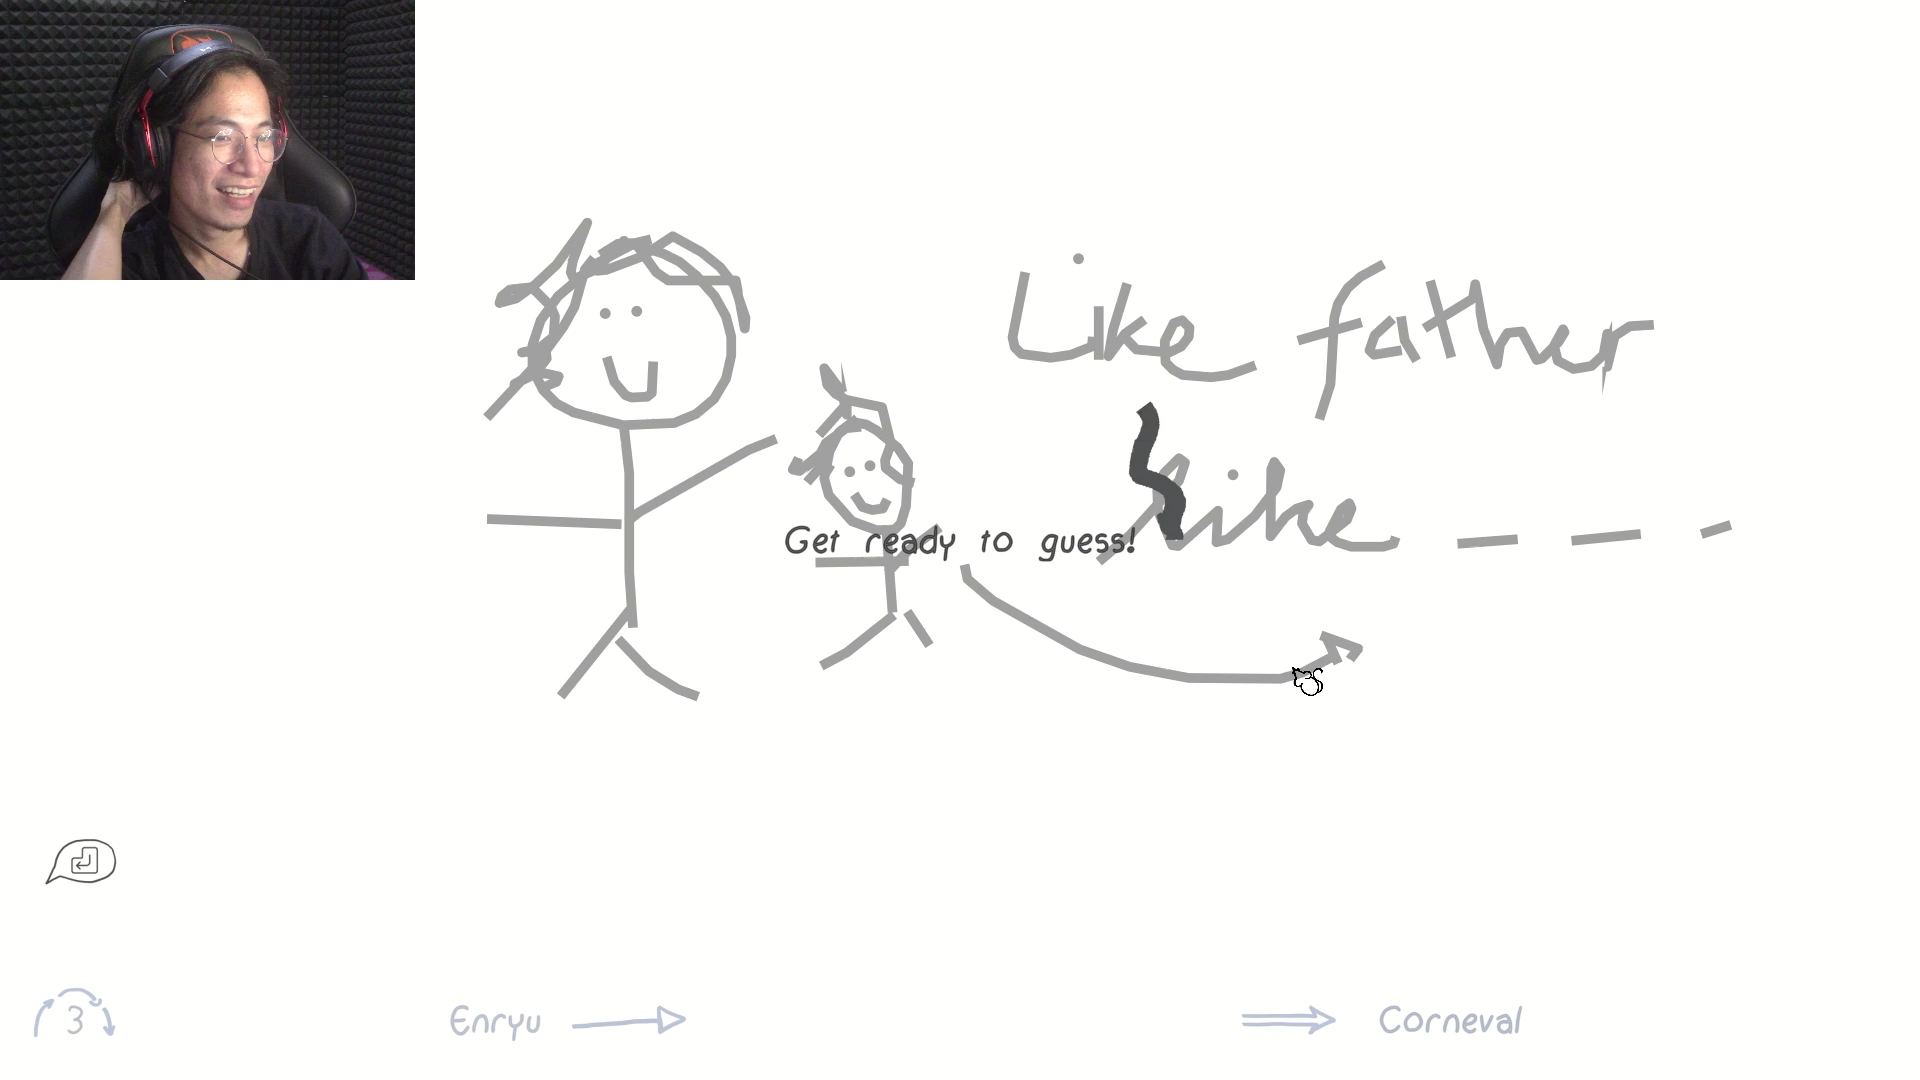 Like father
Like _ _ _
Get ready to guess!
3
Enryu
Corneval